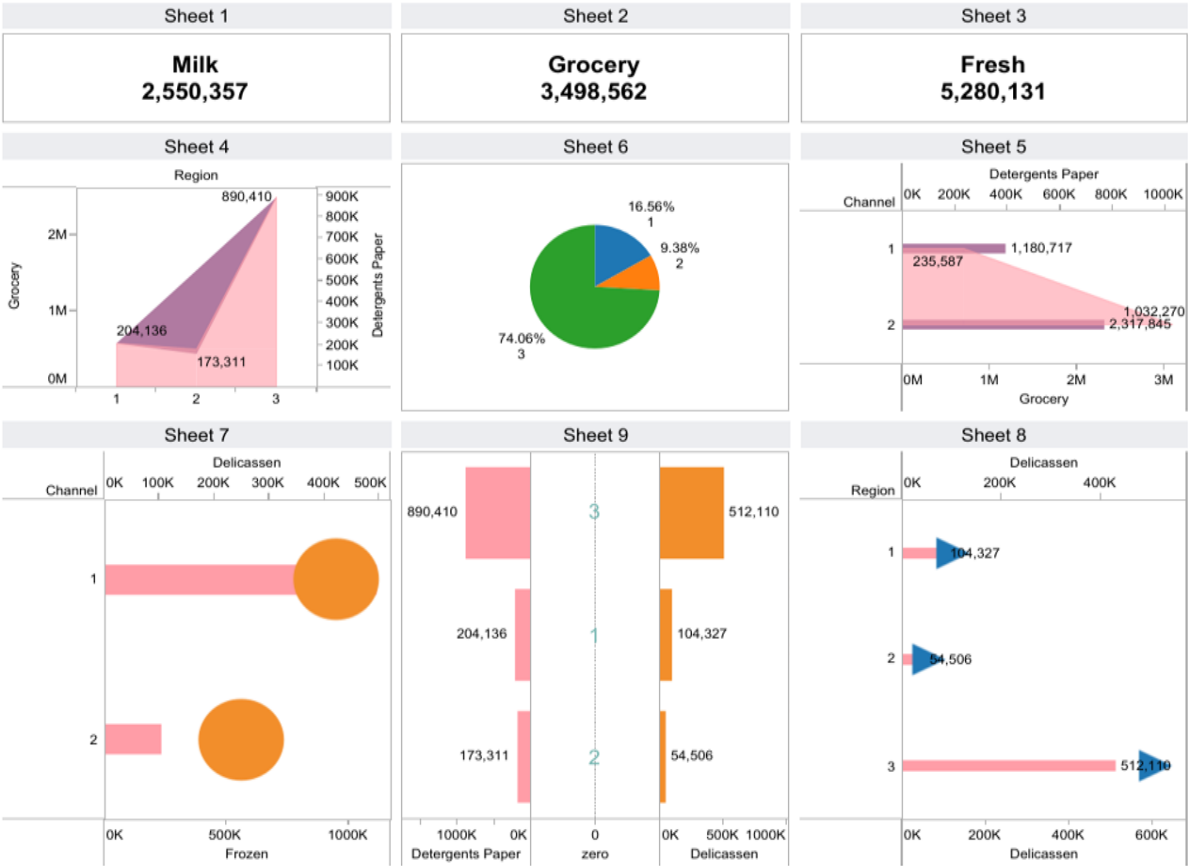 Sheet 1
Milk
2,550,357
Sheet 2
Grocery
3,498,562
Sheet 3
Fresh
5,280,131
Sheet 4
Region
890,410
204,136
173,311
2M
1M
0M
Grocery
900K
800K
700K
600K
500K
400K
300K
200K
100K
Detergents Paper
1 2 3
Sheet 6
16.56%
1
9.38%
2
74.06%
3
Sheet 5
Detergents Paper
0K 200K 400K 600K 800K 1000K
Channel
1 1,180,717
235,587
1,032,270
2 2,317,845
0M 1M 2M 3M
Grocery
Sheet 7
Delicassen
0K 100K 200K 300K 400K 500K
Channel
1
2
0K 500K 1000K
Frozen
Sheet 9
890,410 3 512,110
204,136 1 104,327
173,311 2 54,506
1000K 0K 0 0K 500K 1000K
Detergents Paper zero Delicassen
Sheet 8
Delicassen
0K 200K 400K
Region
1 104,327
2 54,506
3 512,110
0K 200K 400K 600K
Delicassen